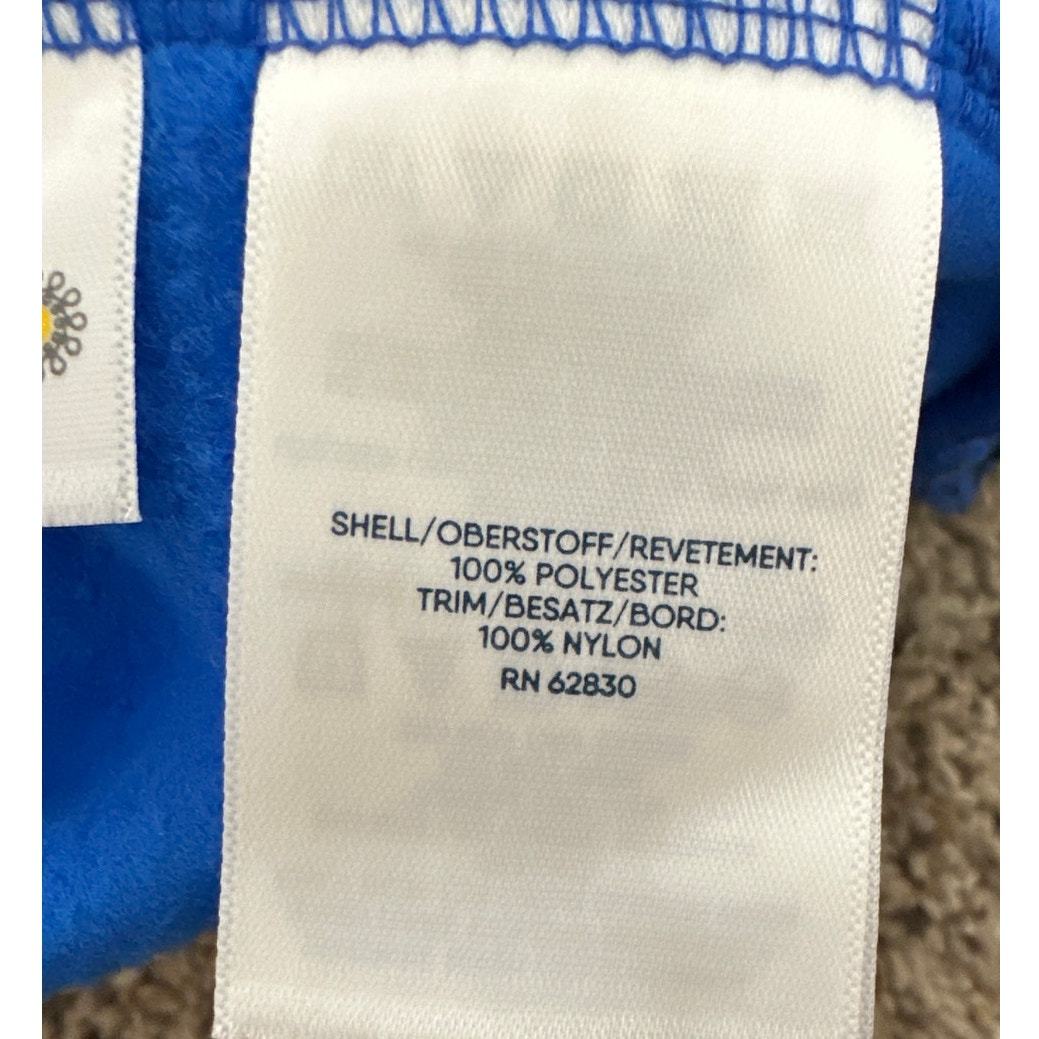 SHELL/OBERSTOFF/REVETEMENT:
100% POLYESTER
TRIM/BESATZ/BORD:
100% NYLON
RN 62830